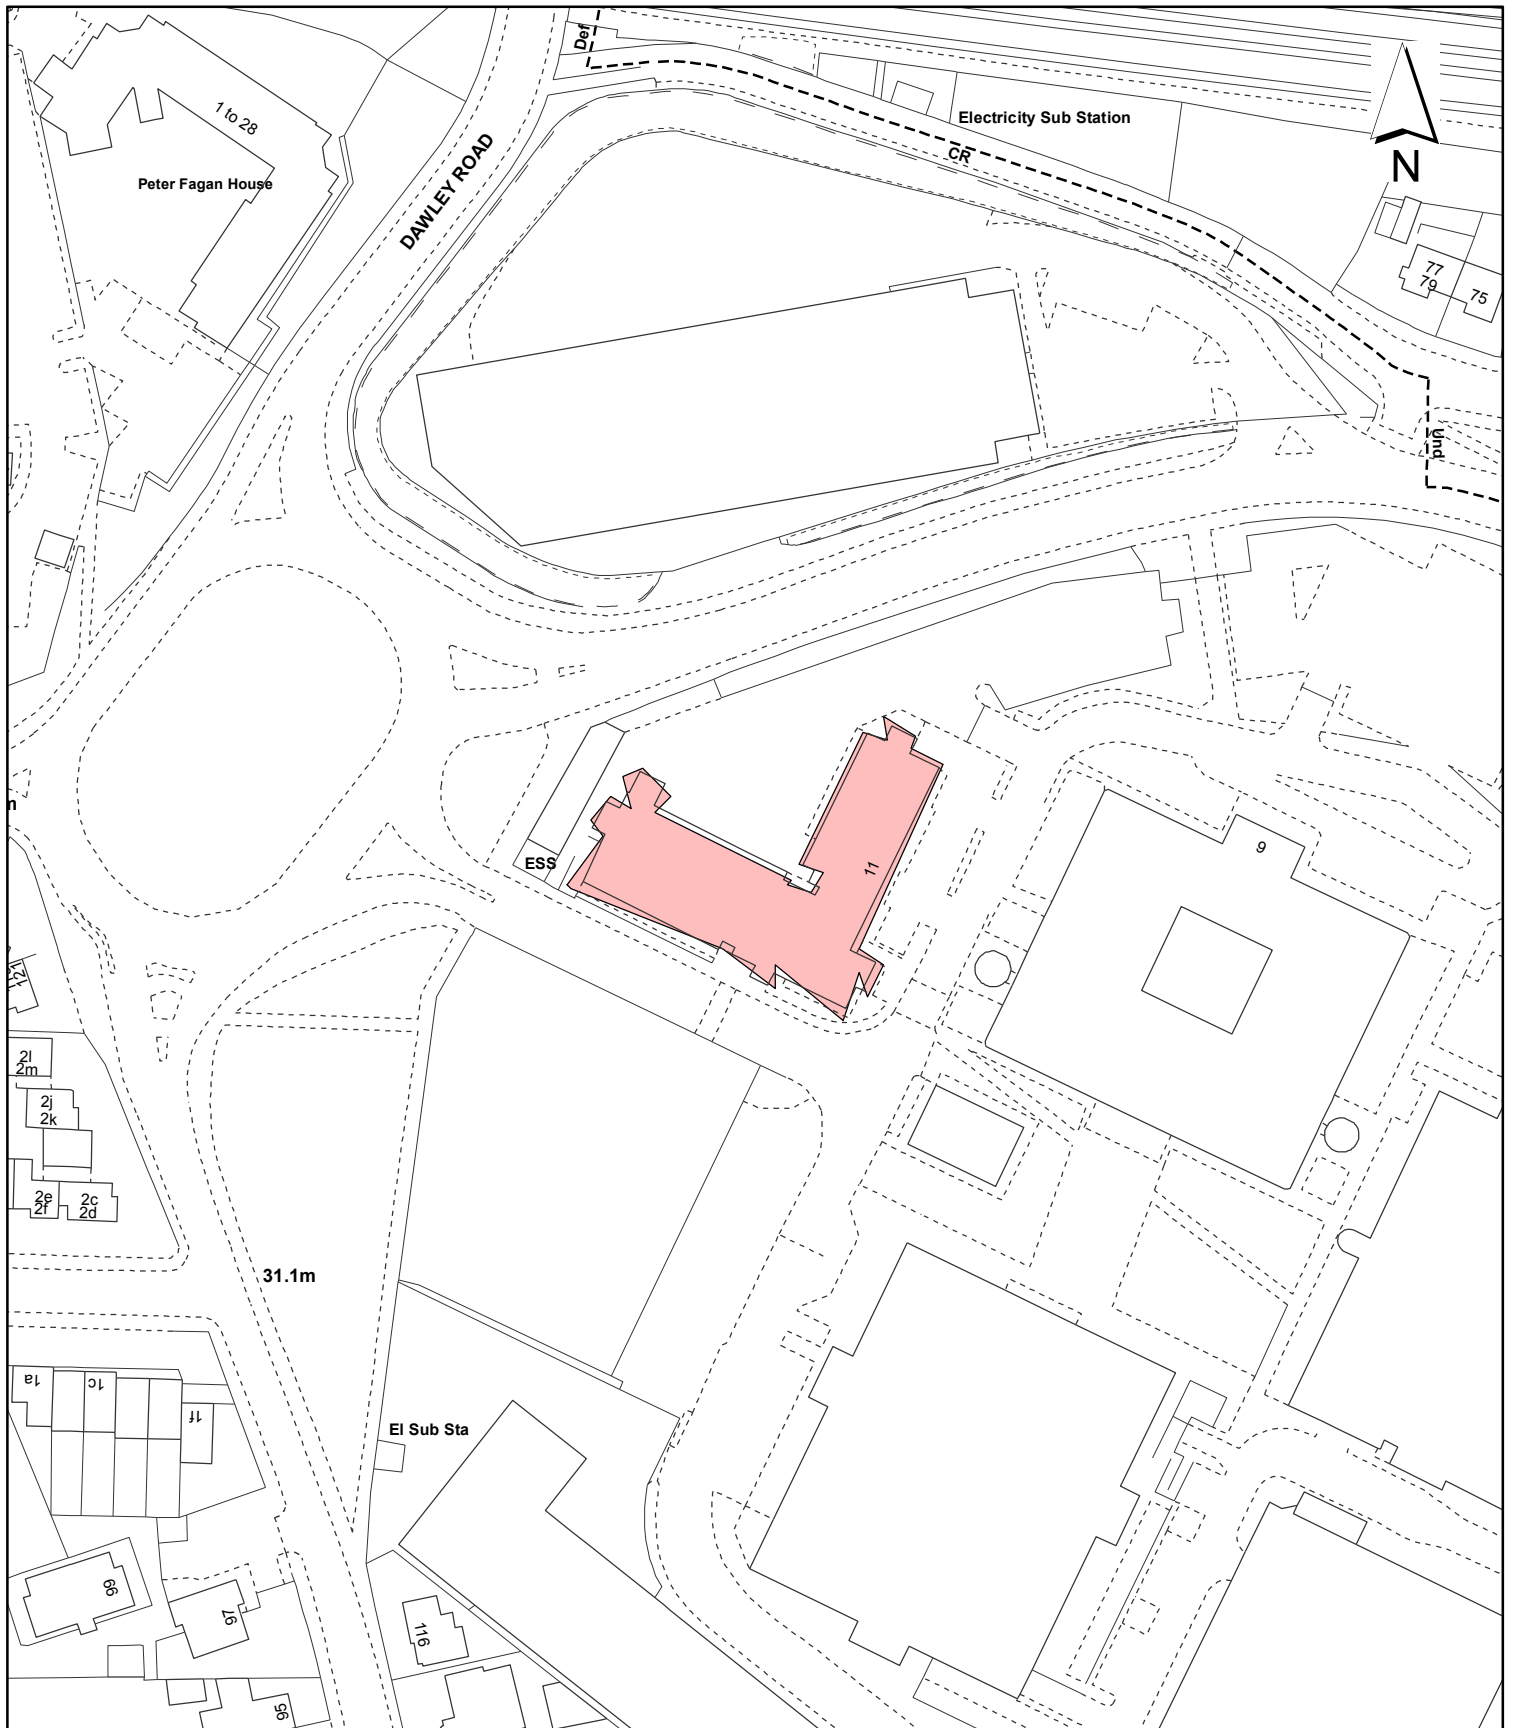 Def
1 to 28
Electricity Sub Station
DAWLEY ROAD
CR
N
Peter Fagan House
77
79
75
Und
m
9
ESS
11
121
2l
2m
2j
2k
2e
2f
2c
2d
31.1m
1a
1c
1f
El Sub Sta
99
97
116
95